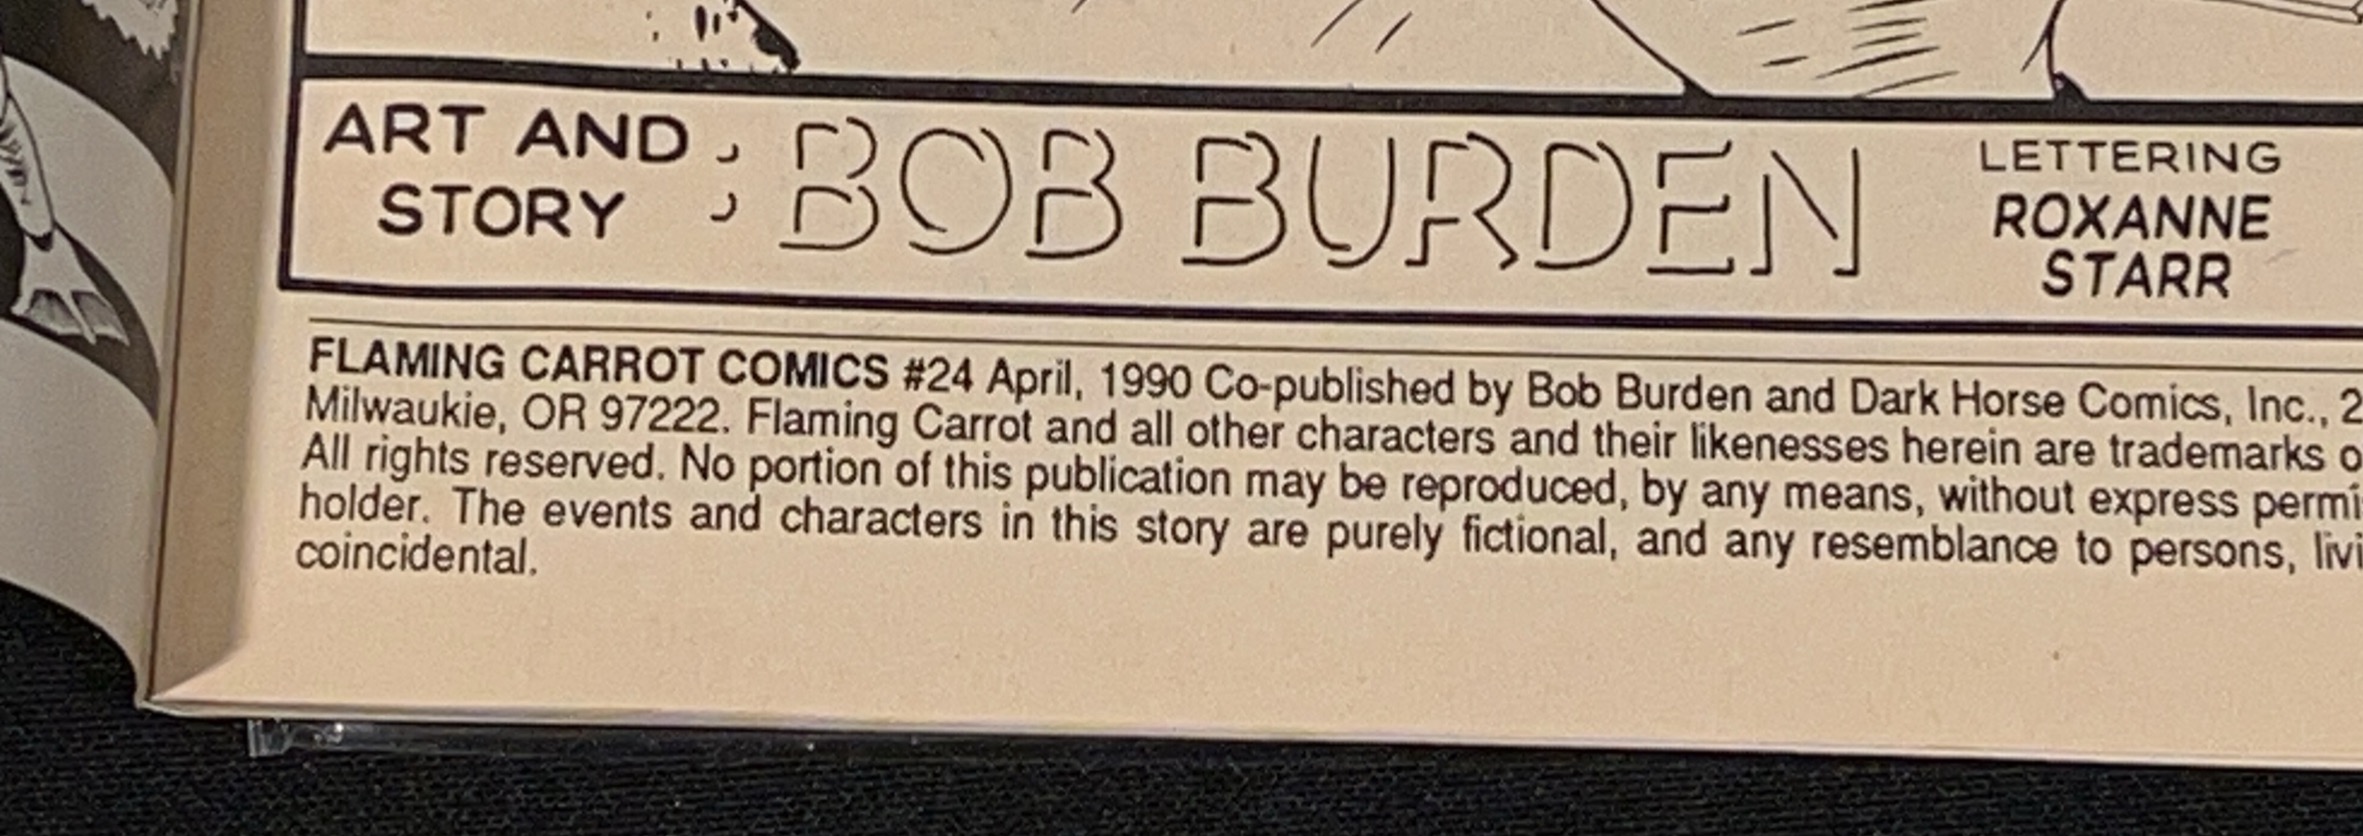 ART AND
STORY : BOB BURDEN
LETTERING
ROXANNE
STARR
FLAMING CARROT COMICS #24 April, 1990 Co-published by Bob Burden and Dark Horse Comics, Inc., 2
Milwaukie, OR 97222. Flaming Carrot and all other characters and their likenesses herein are trademarks o
All rights reserved. No portion of this publication may be reproduced, by any means, without express permi
holder. The events and characters in this story are purely fictional, and any resemblance to persons, livi
coincidental.